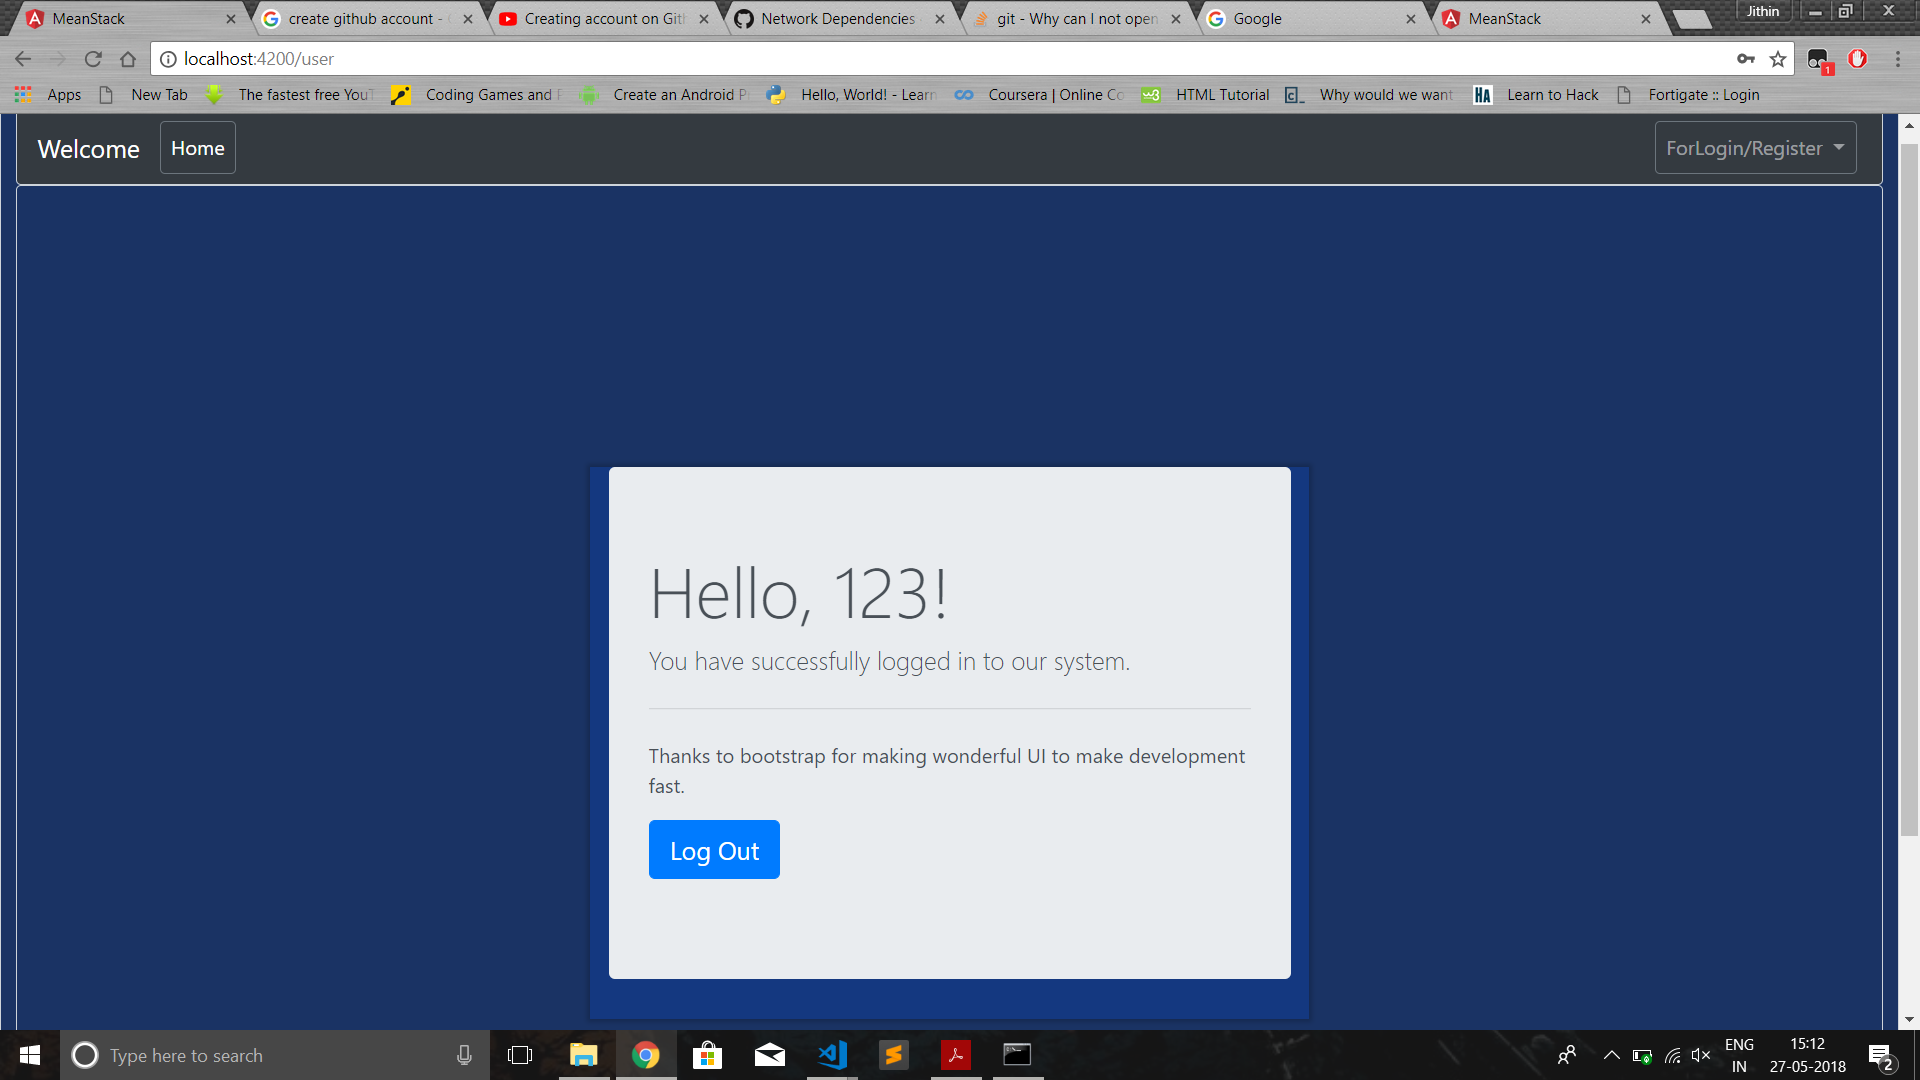 MeanStack
create github account -
Creating account on Git
Network Dependencies
git - Why can I not open
Google
MeanStack
Jithin
localhost:4200/user
1
Apps
New Tab
The fastest free You
Coding Games and
Create an Android P
Hello, World! - Learn
Coursera | Online Co
HTML Tutorial
Why would we want
HA
Learn to Hack
Fortigate :: Login
Welcome
Home
ForLogin/Register
Hello, 123!
You have successfully logged in to our system.
Thanks to bootstrap for making wonderful UI to make development
fast.
Log Out
Type here to search
ENG
IN
15:12
27-05-2018
2